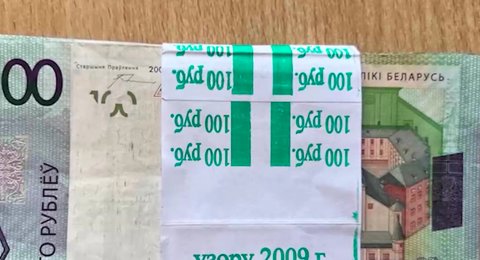 00
Старшыня Праўлення 200
ЛІКІ БЕЛАРУСЬ
ТО РУБЛЁЎ
100 руб. 100 руб.
100 руб. 100 руб.
100 руб. 100 руб.
100 руб. 100 руб.
узору 2009 г